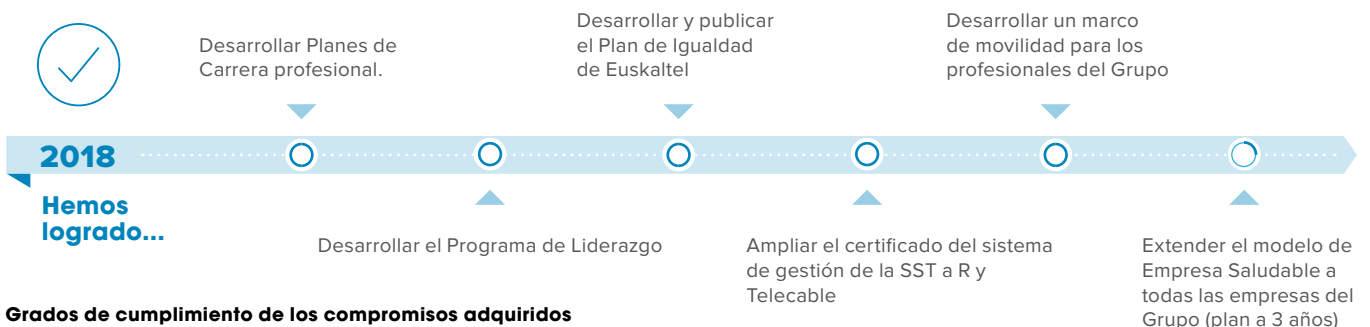 Desarrollar Planes de
Carrera profesional.
Desarrollar y publicar
el Plan de Igualdad
de Euskaltel
Desarrollar un marco
de movilidad para los
profesionales del Grupo
2018
Hemos
logrado...
Desarrollar el Programa de Liderazgo
Ampliar el certificado del sistema
de gestión de la SST a R y
Telecable
Extender el modelo de
Empresa Saludable a
todas las empresas del
Grupo (plan a 3 años)
Grados de cumplimiento de los compromisos adquiridos